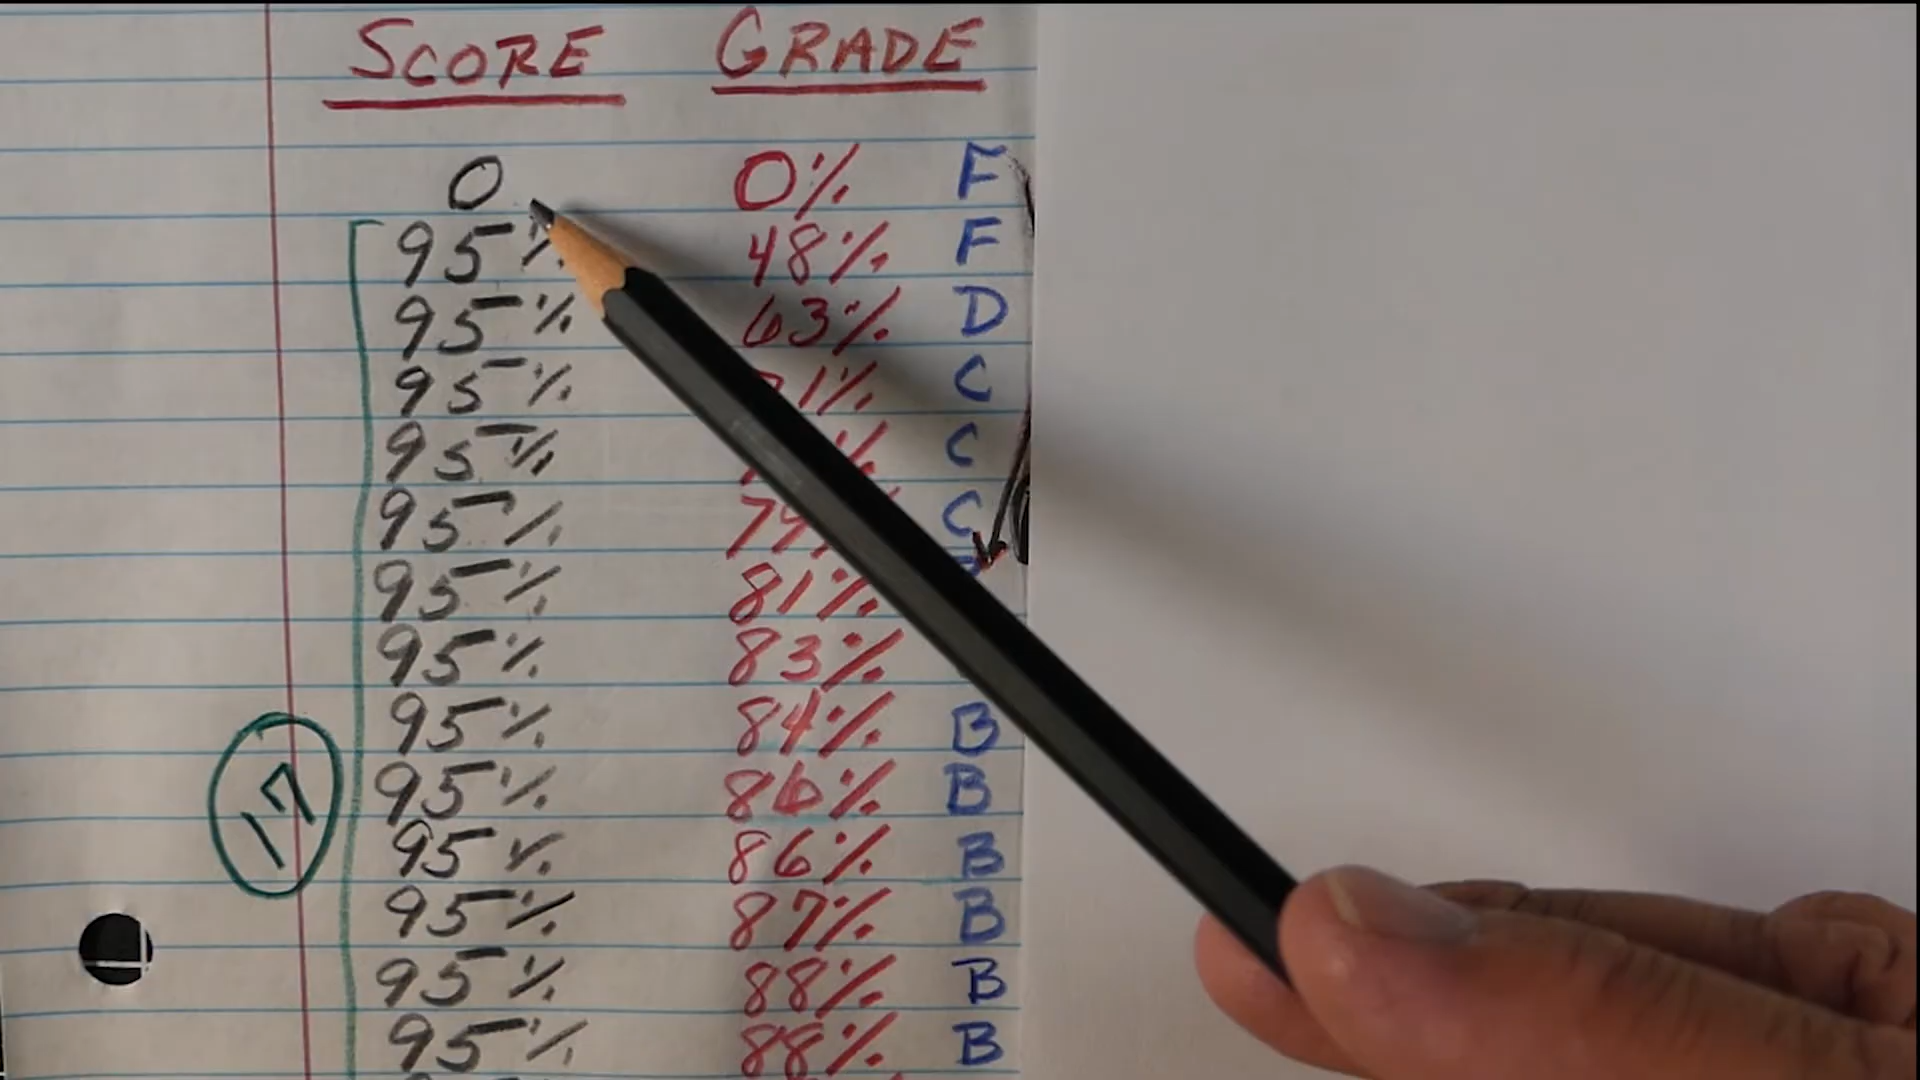 SCORE GRADE
0 0% F
95% 48% F
95% 63% D
95% 1% C
95% % C
95% C
95% 81%
95% 83%
95% 84% B
95% 86% B
95% 86% B
95% 87% B
95% 88% B
95% 88% B
17